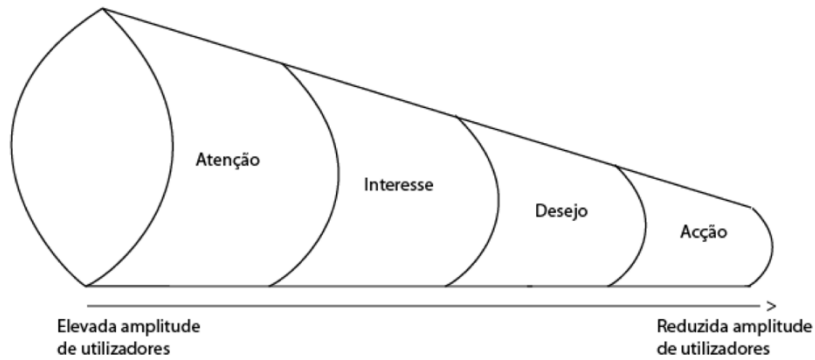 Atenção
Interesse
Desejo
Acção
Elevada amplitude
de utilizadores
Reduzida amplitude
de utilizadores